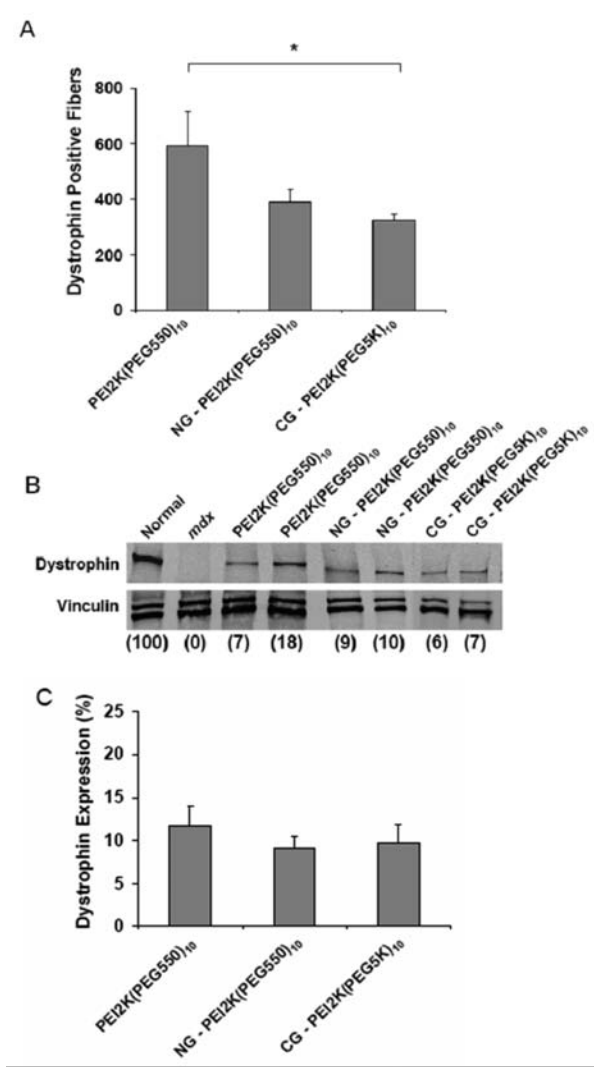 A
*
Dystrophin Positive Fibers
800
600
400
200
0
PEI2K(PEG550)₁₀
NG - PEI2K(PEG550)₁₀
CG - PEI2K(PEG5K)₁₀
B
Normal
mdx
PEI2K(PEG550)₁₀
PEI2K(PEG550)₁₀
NG - PEI2K(PEG550)₁₀
NG - PEI2K(PEG550)₁₀
CG - PEI2K(PEG5K)₁₀
CG - PEI2K(PEG5K)₁₀
Dystrophin
Vinculin
(100) (0) (7) (18) (9) (10) (6) (7)
C
Dystrophin Expression (%)
25
20
15
10
5
0
PEI2K(PEG550)₁₀
NG - PEI2K(PEG550)₁₀
CG - PEI2K(PEG5K)₁₀